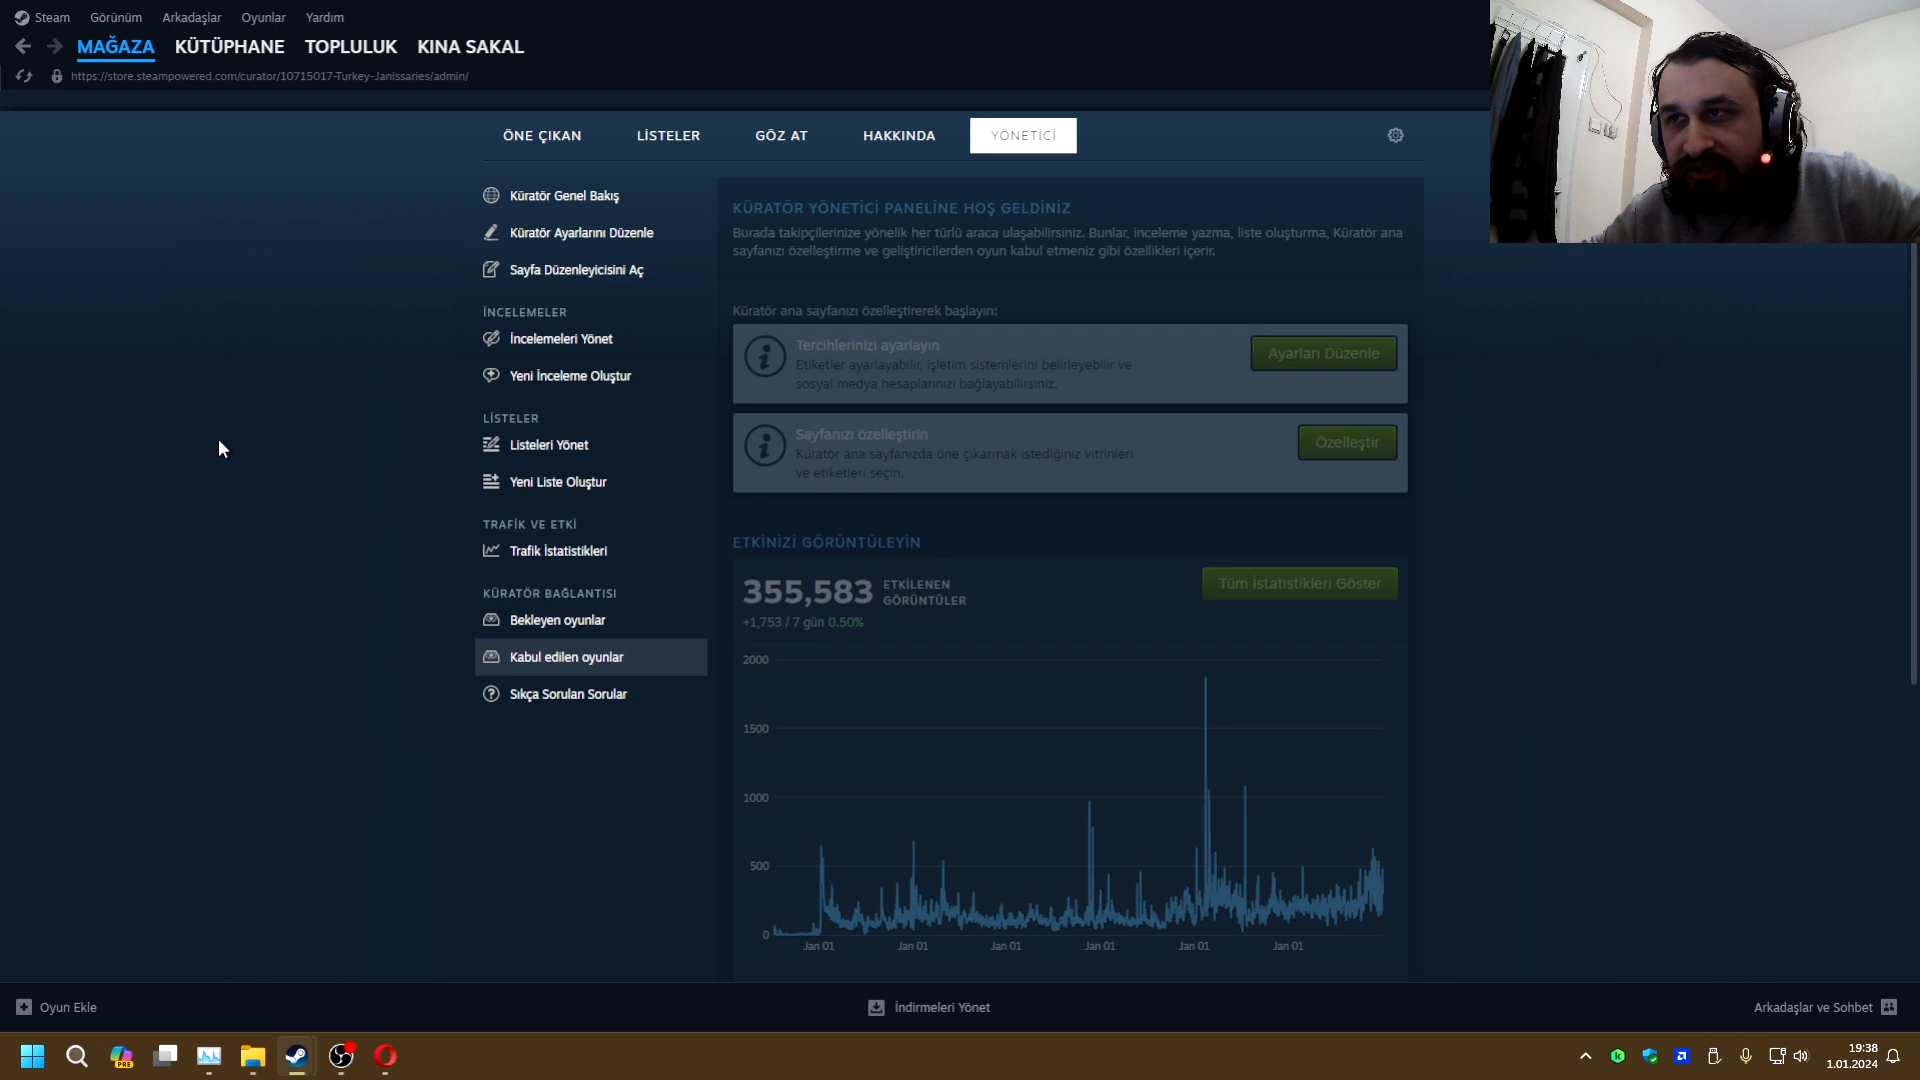 Steam Görünüm Arkadaşlar Oyunlar Yardım
MAĞAZA KÜTÜPHANE TOPLULUK KINA SAKAL
https://store.steampowered.com/curator/10715017-Turkey-Janissaries/admin/
ÖNE ÇIKAN LİSTELER GÖZ AT HAKKINDA YÖNETİCİ
Küratör Genel Bakış
Küratör Ayarlarını Düzenle
Sayfa Düzenleyicisini Aç
İNCELEMELER
İncelemeleri Yönet
Yeni İnceleme Oluştur
LİSTELER
Listeleri Yönet
Yeni Liste Oluştur
TRAFİK VE ETKİ
Trafik İstatistikleri
KÜRATÖR BAĞLANTISI
Bekleyen oyunlar
Kabul edilen oyunlar
Sıkça Sorulan Sorular
KÜRATÖR YÖNETİCİ PANELİNE HOŞ GELDİNİZ
Burada takipçilerinize yönelik her türlü araca ulaşabilirsiniz. Bunlar, inceleme yazma, liste oluşturma, Küratör ana
sayfanızı özelleştirme ve geliştiricilerden oyun kabul etmeniz gibi özellikleri içerir.
Küratör ana sayfanızı özelleştirerek başlayın:
Tercihlerinizi ayarlayın
Etiketler ayarlayabilir, işletim sistemlerini belirleyebilir ve
sosyal medya hesaplarınızı bağlayabilirsiniz.
Ayarları Düzenle
Sayfanızı özelleştirin
Küratör ana sayfanızda öne çıkarmak istediğiniz vitrinleri
ve etiketleri seçin.
Özelleştir
ETKİNİZİ GÖRÜNTÜLEYİN
355,583 ETKİLENEN
GÖRÜNTÜLER
Tüm İstatistikleri Göster
+1,753 / 7 gün 0.50%
2000
1500
1000
500
0
Jan 01 Jan 01 Jan 01 Jan 01 Jan 01 Jan 01
Oyun Ekle İndirmeleri Yönet Arkadaşlar ve Sohbet
PRE
19:38
1.01.2024